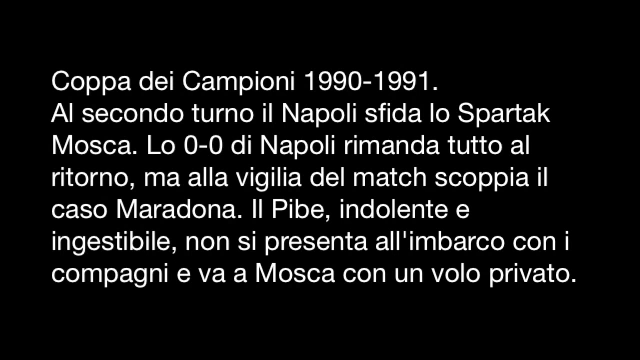 Coppa dei Campioni 1990-1991.
Al secondo turno il Napoli sfida lo Spartak
Mosca. Lo 0-0 di Napoli rimanda tutto al
ritorno, ma alla vigilia del match scoppia il
caso Maradona. Il Pibe, indolente e
ingestibile, non si presenta all'imbarco con i
compagni e va a Mosca con un volo privato.